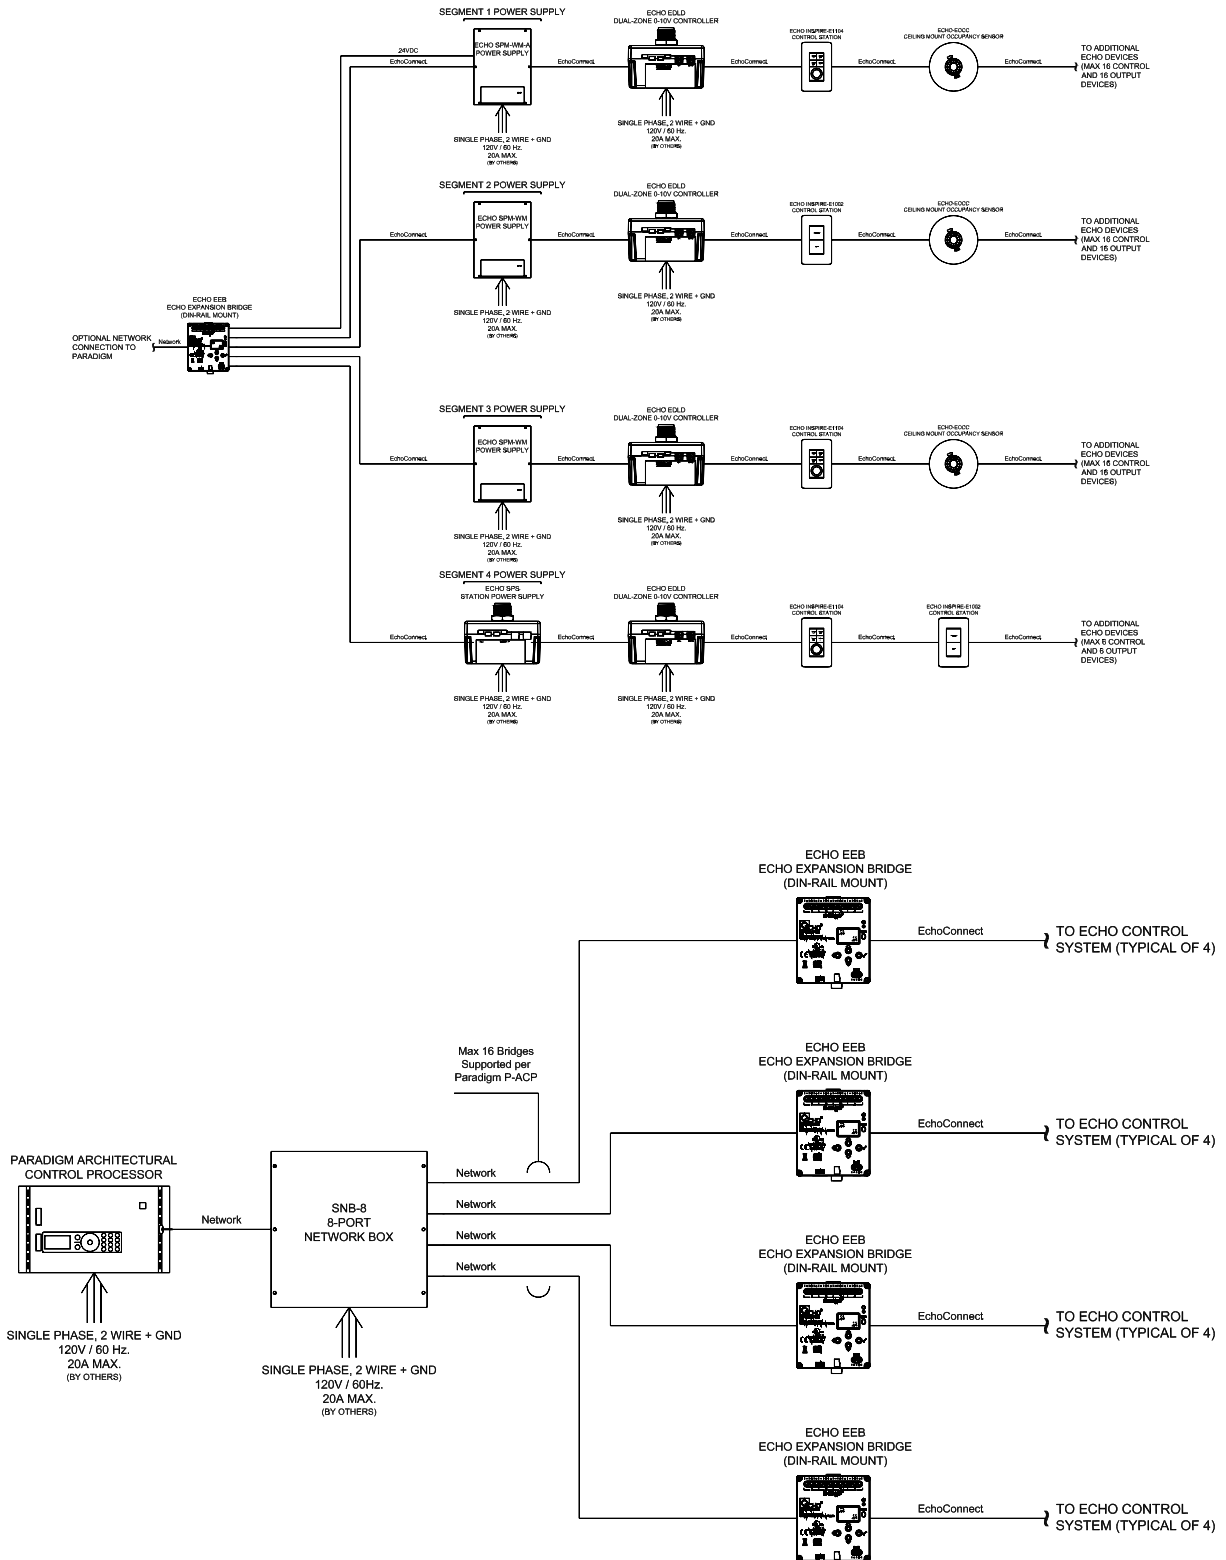 SEGMENT 1 POWER SUPPLY
ECHO EDLD
DUAL-ZONE 0-10V CONTROLLER
ECHO INSPIRE-E1104
CONTROL STATION
ECHO-EOCC
CEILING MOUNT OCCUPANCY SENSOR
24VDC
EchoConnect
ECHO SPM-WM-A
POWER SUPPLY
EchoConnect
EchoConnect
EchoConnect
EchoConnect
TO ADDITIONAL
ECHO DEVICES
(MAX 16 CONTROL
AND 16 OUTPUT
DEVICES)
SINGLE PHASE, 2 WIRE + GND
120V / 60 Hz.
20A MAX.
(BY OTHERS)
SINGLE PHASE, 2 WIRE + GND
120V / 60 Hz.
20A MAX.
(BY OTHERS)
SEGMENT 2 POWER SUPPLY
ECHO EDLD
DUAL-ZONE 0-10V CONTROLLER
ECHO INSPIRE-E1002
CONTROL STATION
ECHO-EOCC
CEILING MOUNT OCCUPANCY SENSOR
EchoConnect
ECHO SPM-WM
POWER SUPPLY
EchoConnect
EchoConnect
EchoConnect
EchoConnect
TO ADDITIONAL
ECHO DEVICES
(MAX 16 CONTROL
AND 16 OUTPUT
DEVICES)
SINGLE PHASE, 2 WIRE + GND
120V / 60 Hz.
20A MAX.
(BY OTHERS)
SINGLE PHASE, 2 WIRE + GND
120V / 60 Hz.
20A MAX.
(BY OTHERS)
ECHO EEB
ECHO EXPANSION BRIDGE
(DIN-RAIL MOUNT)
OPTIONAL NETWORK
CONNECTION TO
PARADIGM
Network
SEGMENT 3 POWER SUPPLY
ECHO EDLD
DUAL-ZONE 0-10V CONTROLLER
ECHO INSPIRE-E1104
CONTROL STATION
ECHO-EOCC
CEILING MOUNT OCCUPANCY SENSOR
EchoConnect
ECHO SPM-WM
POWER SUPPLY
EchoConnect
EchoConnect
EchoConnect
EchoConnect
TO ADDITIONAL
ECHO DEVICES
(MAX 16 CONTROL
AND 16 OUTPUT
DEVICES)
SINGLE PHASE, 2 WIRE + GND
120V / 60 Hz.
20A MAX.
(BY OTHERS)
SINGLE PHASE, 2 WIRE + GND
120V / 60 Hz.
20A MAX.
(BY OTHERS)
SEGMENT 4 POWER SUPPLY
ECHO SPS
STATION POWER SUPPLY
ECHO EDLD
DUAL-ZONE 0-10V CONTROLLER
ECHO INSPIRE-E1104
CONTROL STATION
ECHO INSPIRE-E1002
CONTROL STATION
EchoConnect
EchoConnect
EchoConnect
EchoConnect
EchoConnect
TO ADDITIONAL
ECHO DEVICES
(MAX 6 CONTROL
AND 6 OUTPUT
DEVICES)
SINGLE PHASE, 2 WIRE + GND
120V / 60 Hz.
20A MAX.
(BY OTHERS)
SINGLE PHASE, 2 WIRE + GND
120V / 60 Hz.
20A MAX.
(BY OTHERS)
ECHO EEB
ECHO EXPANSION BRIDGE
(DIN-RAIL MOUNT)
EchoConnect
TO ECHO CONTROL
SYSTEM (TYPICAL OF 4)
Max 16 Bridges
Supported per
Paradigm P-ACP
ECHO EEB
ECHO EXPANSION BRIDGE
(DIN-RAIL MOUNT)
EchoConnect
TO ECHO CONTROL
SYSTEM (TYPICAL OF 4)
PARADIGM ARCHITECTURAL
CONTROL PROCESSOR
Network
SNB-8
8-PORT
NETWORK BOX
Network
Network
Network
Network
ECHO EEB
ECHO EXPANSION BRIDGE
(DIN-RAIL MOUNT)
EchoConnect
TO ECHO CONTROL
SYSTEM (TYPICAL OF 4)
SINGLE PHASE, 2 WIRE + GND
120V / 60 Hz.
20A MAX.
(BY OTHERS)
SINGLE PHASE, 2 WIRE + GND
120V / 60Hz.
20A MAX.
(BY OTHERS)
ECHO EEB
ECHO EXPANSION BRIDGE
(DIN-RAIL MOUNT)
EchoConnect
TO ECHO CONTROL
SYSTEM (TYPICAL OF 4)